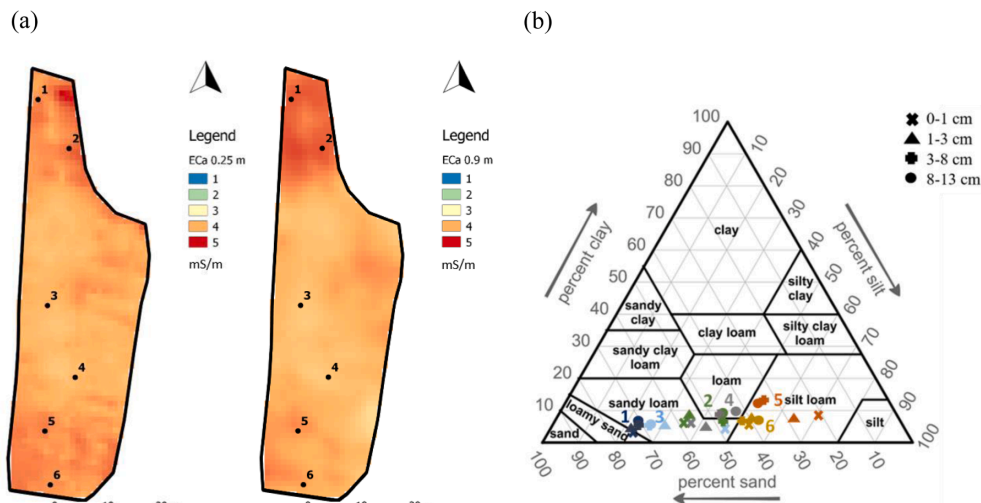 (a)
(b)
1
2
3
4
5
6
Legend
ECa 0.25 m
1
2
3
4
5
mS/m
1
2
3
4
5
6
Legend
ECa 0.9 m
1
2
3
4
5
mS/m
0-1 cm
1-3 cm
3-8 cm
8-13 cm
percent clay
10
20
30
40
50
60
70
80
90
100
percent silt
10
20
30
40
50
60
70
80
90
100
percent sand
100
90
80
70
60
50
40
30
20
10
clay
silty
clay
sandy
clay
clay loam
silty clay
loam
sandy clay
loam
loam
silt loam
sandy loam
loamy sand
sand
silt
1
3
2
4
5
6